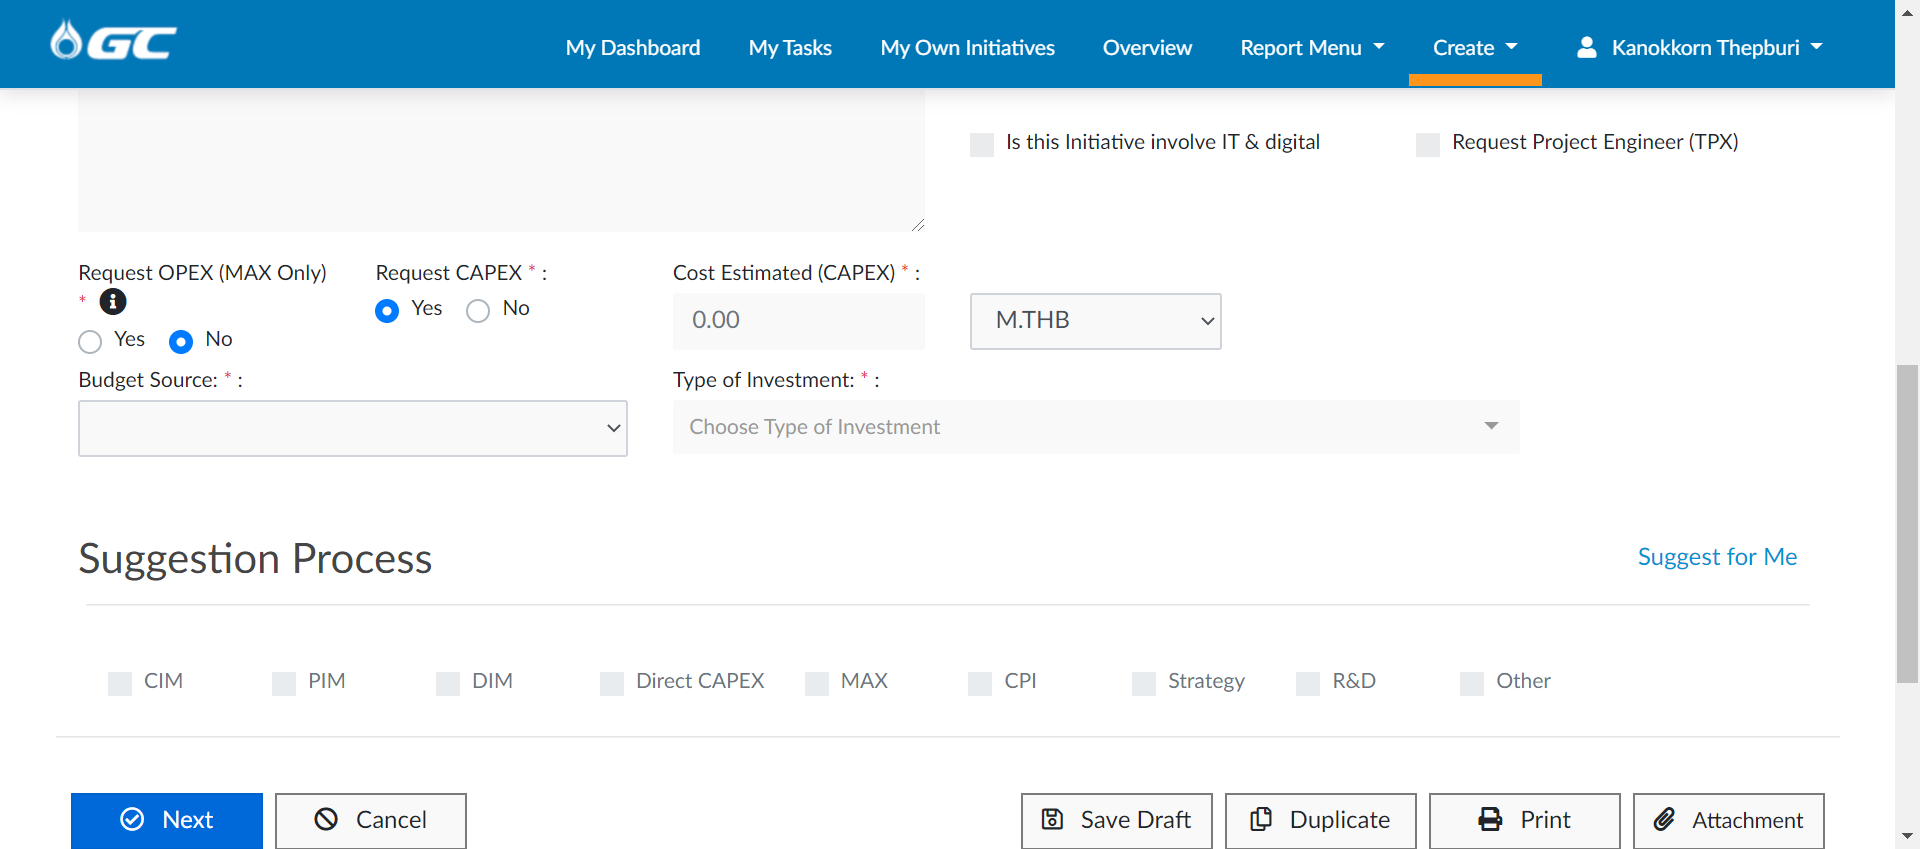 GC
My Dashboard My Tasks My Own Initiatives Overview Report Menu Create Kanokkorn Thepburi
Is this Initiative involve IT & digital Request Project Engineer (TPX)
Request OPEX (MAX Only) Request CAPEX * : Cost Estimated (CAPEX) * :
*
Yes No 0.00 M.THB
Yes No
Budget Source: * : Type of Investment: * :
Choose Type of Investment
Suggestion Process Suggest for Me
CIM PIM DIM Direct CAPEX MAX CPI Strategy R&D Other
Next Cancel Save Draft Duplicate Print Attachment